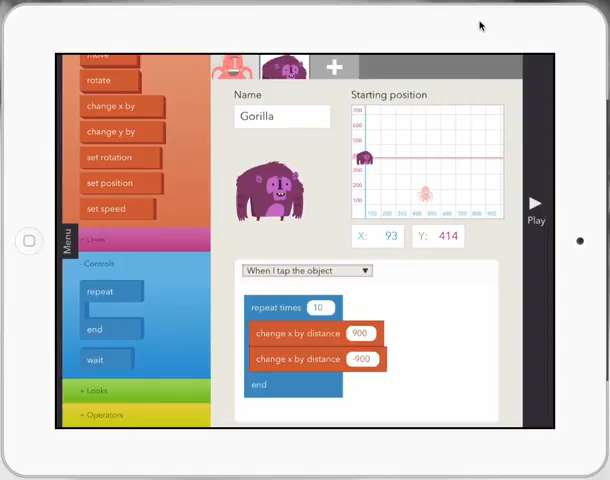 move
rotate
change x by
change y by
set rotation
set position
set speed
Menu
+ Lines
- Controls
repeat
end
wait
+ Looks
+ Operators
+
Name
Gorilla
Starting position
700
600
400
300
200
100
100 200 300 400 500 600 700 800 900
X: 93
Y: 414
When I tap the object ▼
repeat times 10
change x by distance 900
change x by distance -900
end
Play